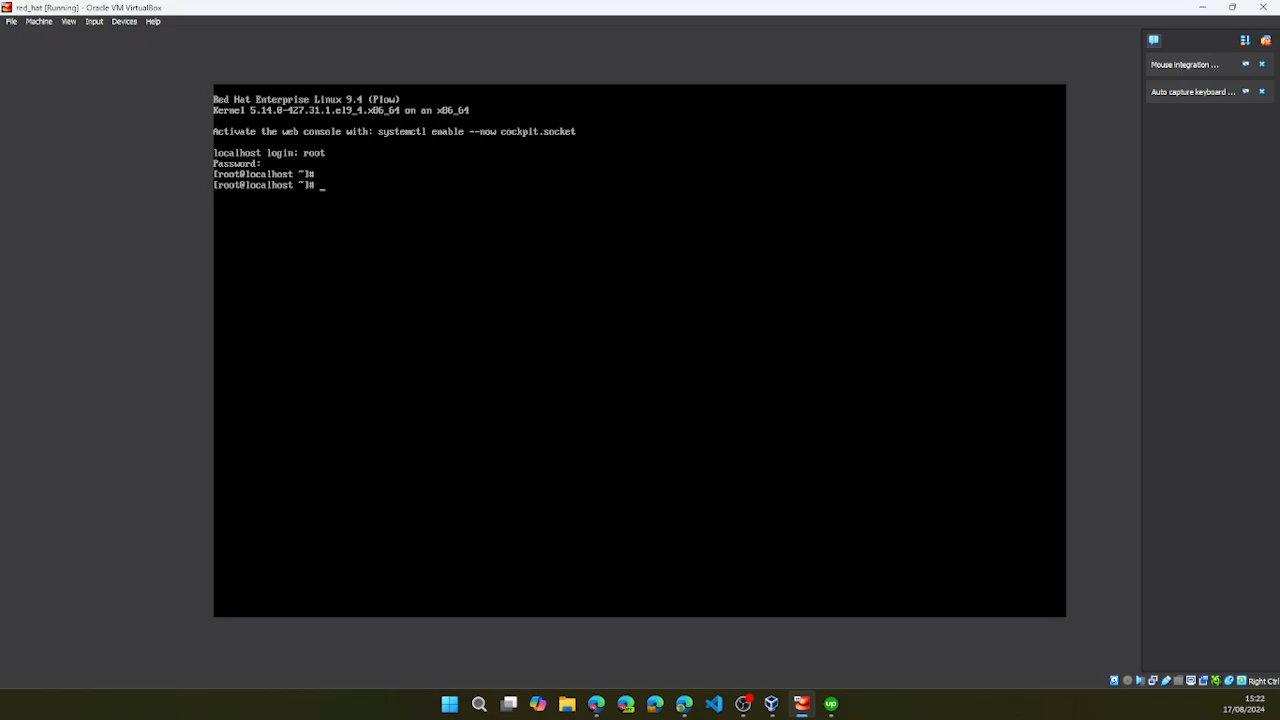 red_hat [Running] - Oracle VM VirtualBox
File Machine View Input Devices Help
Mouse integration ...
Auto capture keyboard ...
Red Hat Enterprise Linux 9.4 (Plow)
Kernel 5.14.0-427.31.1.el9_4.x86_64 on an x86_64
Activate the web console with: systemctl enable --now cockpit.socket
localhost login: root
Password:
[root@localhost ~]#
[root@localhost ~]# _
Right Ctrl
up
15:22
17/08/2024